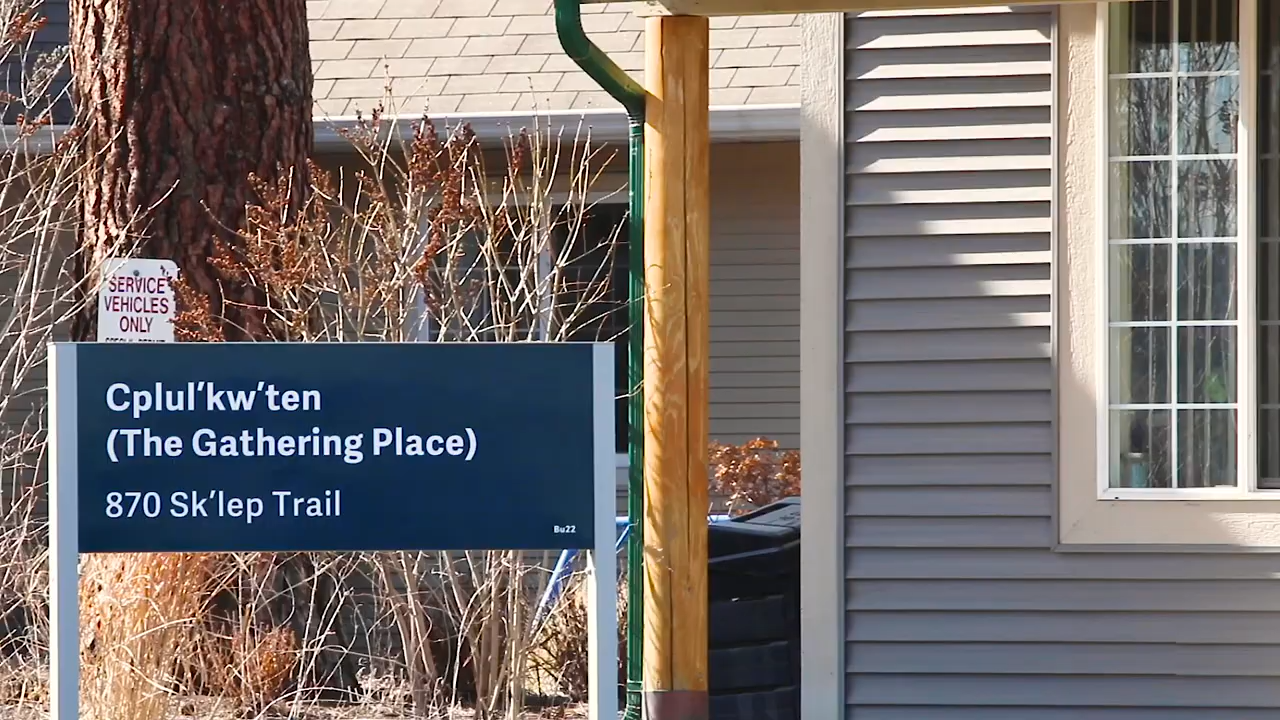 SERVICE
VEHICLES
ONLY
Cplul’kw’ten
(The Gathering Place)
870 Sk’lep Trail
Bu22